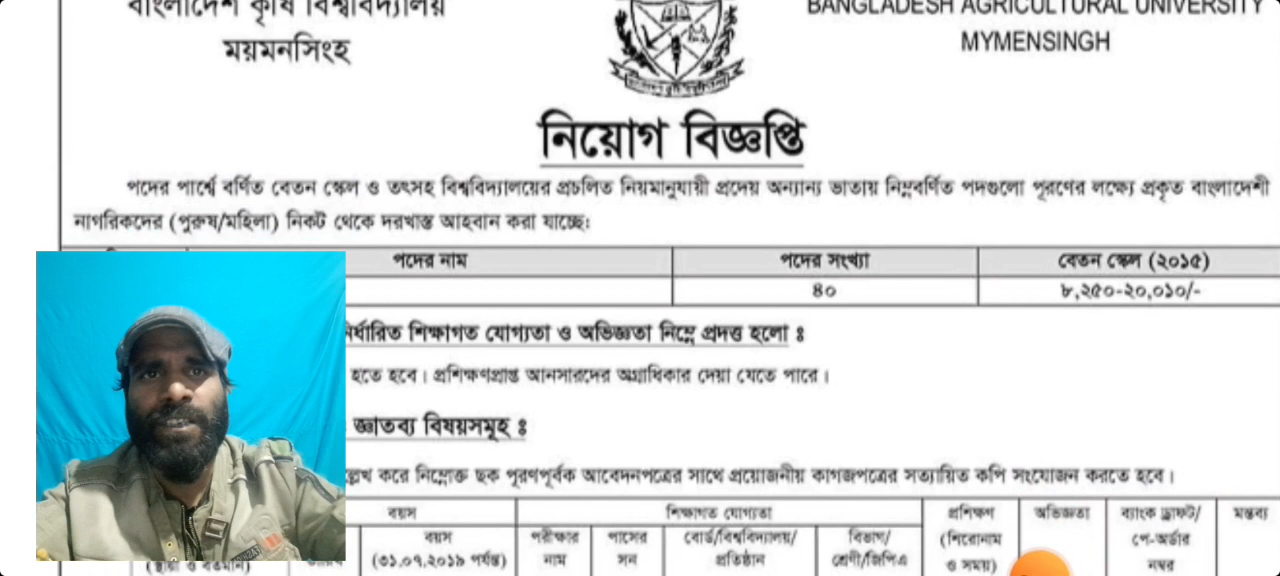 বাংলাদেশ কৃষি বিশ্ববিদ্যালয়
ময়মনসিংহ
BANGLADESH AGRICULTURAL UNIVERSITY
MYMENSINGH
নিয়োগ বিজ্ঞপ্তি
পদের পার্শ্বে বর্ণিত বেতন স্কেল ও তৎসহ বিশ্ববিদ্যালয়ের প্রচলিত নিয়মানুযায়ী প্রদেয় অন্যান্য ভাতায় নিম্নবর্ণিত পদগুলো পূরণের লক্ষ্যে প্রকৃত বাংলাদেশী
নাগরিকদের (পুরুষ/মহিলা) নিকট থেকে দরখাস্ত আহবান করা যাচ্ছে:
পদের নাম পদের সংখ্যা বেতন স্কেল (২০১৫)
৪০ ৮,২৫০-২০,০১০/-
র্ধারিত শিক্ষাগত যোগ্যতা ও অভিজ্ঞতা নিম্নে প্রদত্ত হলো ঃ
হতে হবে। প্রশিক্ষণপ্রাপ্ত আনসারদের অগ্রাধিকার দেয়া যেতে পারে।
জ্ঞাতব্য বিষয়সমূহ ঃ
ল্লেখ করে নিম্নোক্ত ছক পূরণপূর্বক আবেদনপত্রের সাথে প্রয়োজনীয় কাগজপত্রের সত্যায়িত কপি সংযোজন করতে হবে।
বয়স শিক্ষাগত যোগ্যতা প্রশিক্ষণ অভিজ্ঞতা ব্যাংক ড্রাফট/ মন্তব্য
বয়স পরীক্ষার পাসের বোর্ড/বিশ্ববিদ্যালয়/ বিভাগ/ (শিরোনাম পে-অর্ডার
(৩১.০৭.২০১৯ পর্যন্ত) নাম সন প্রতিষ্ঠান শ্রেণী/জিপিএ ও সময়) নম্বর
(স্থায়ী ও বর্তমান)